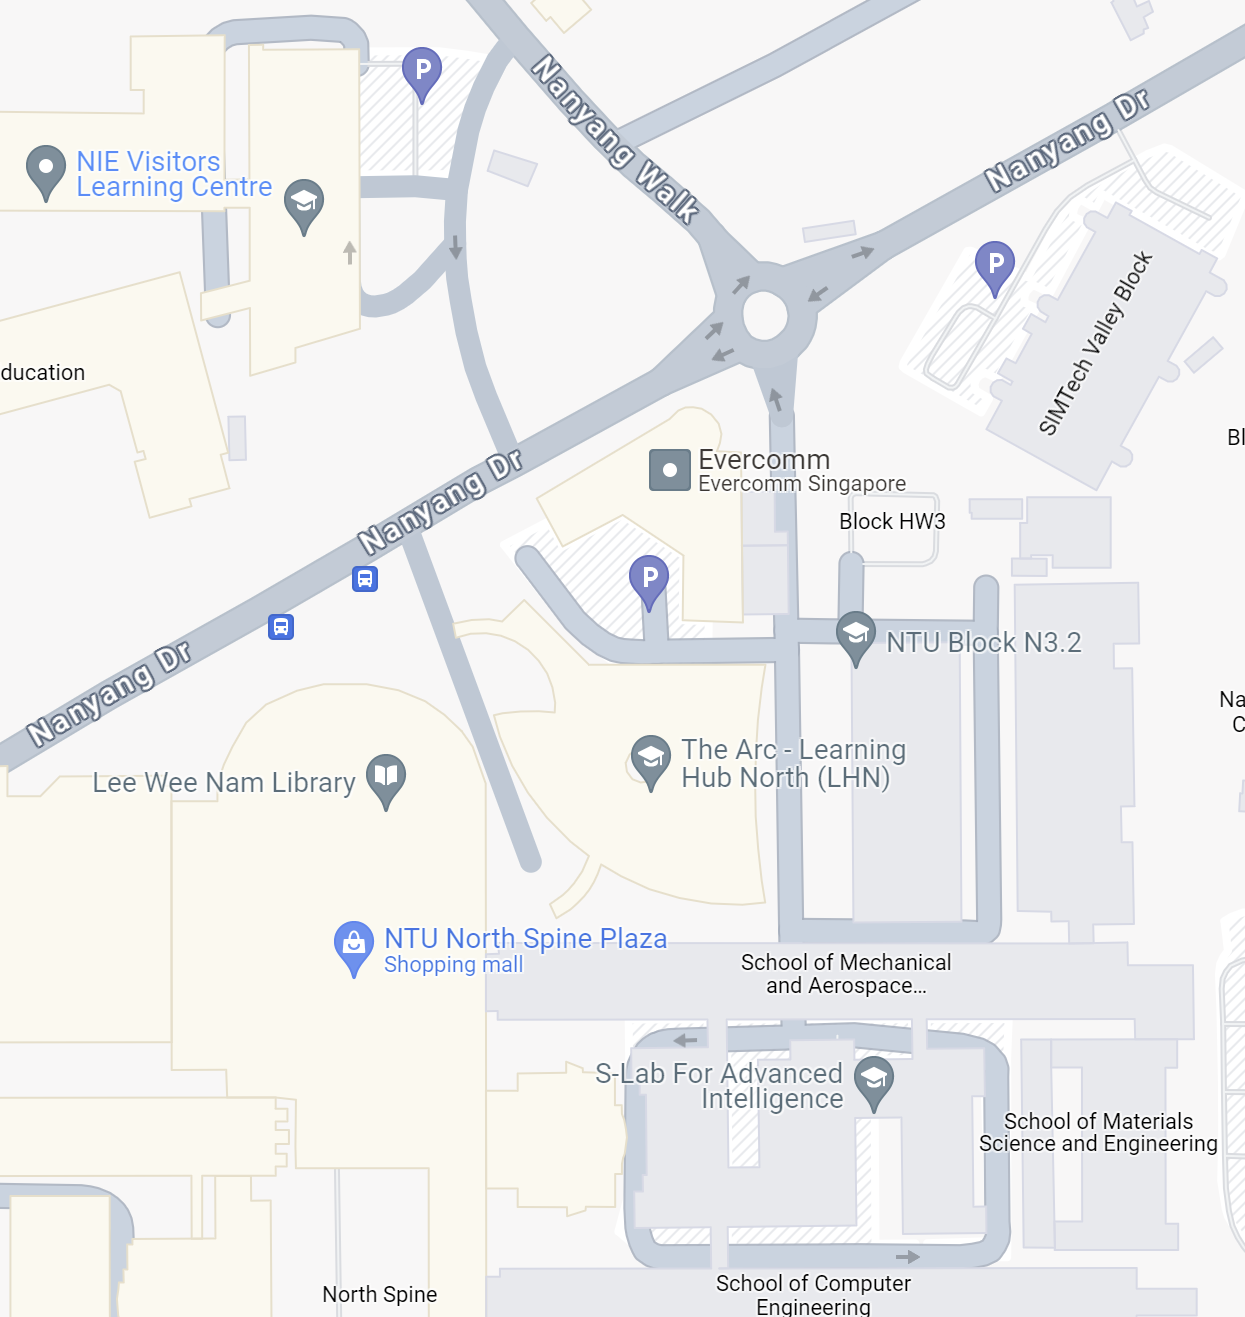 P
Nanyang Walk
Nanyang Dr
NIE Visitors
Learning Centre
P
SIMTech Valley Block
ducation
Bl
Evercomm
Evercomm Singapore
Nanyang Dr
Block HW3
P
NTU Block N3.2
Nanyang Dr
Na
C
The Arc - Learning
Hub North (LHN)
Lee Wee Nam Library
NTU North Spine Plaza
Shopping mall
School of Mechanical
and Aerospace...
S-Lab For Advanced
Intelligence
School of Materials
Science and Engineering
North Spine
School of Computer
Engineering